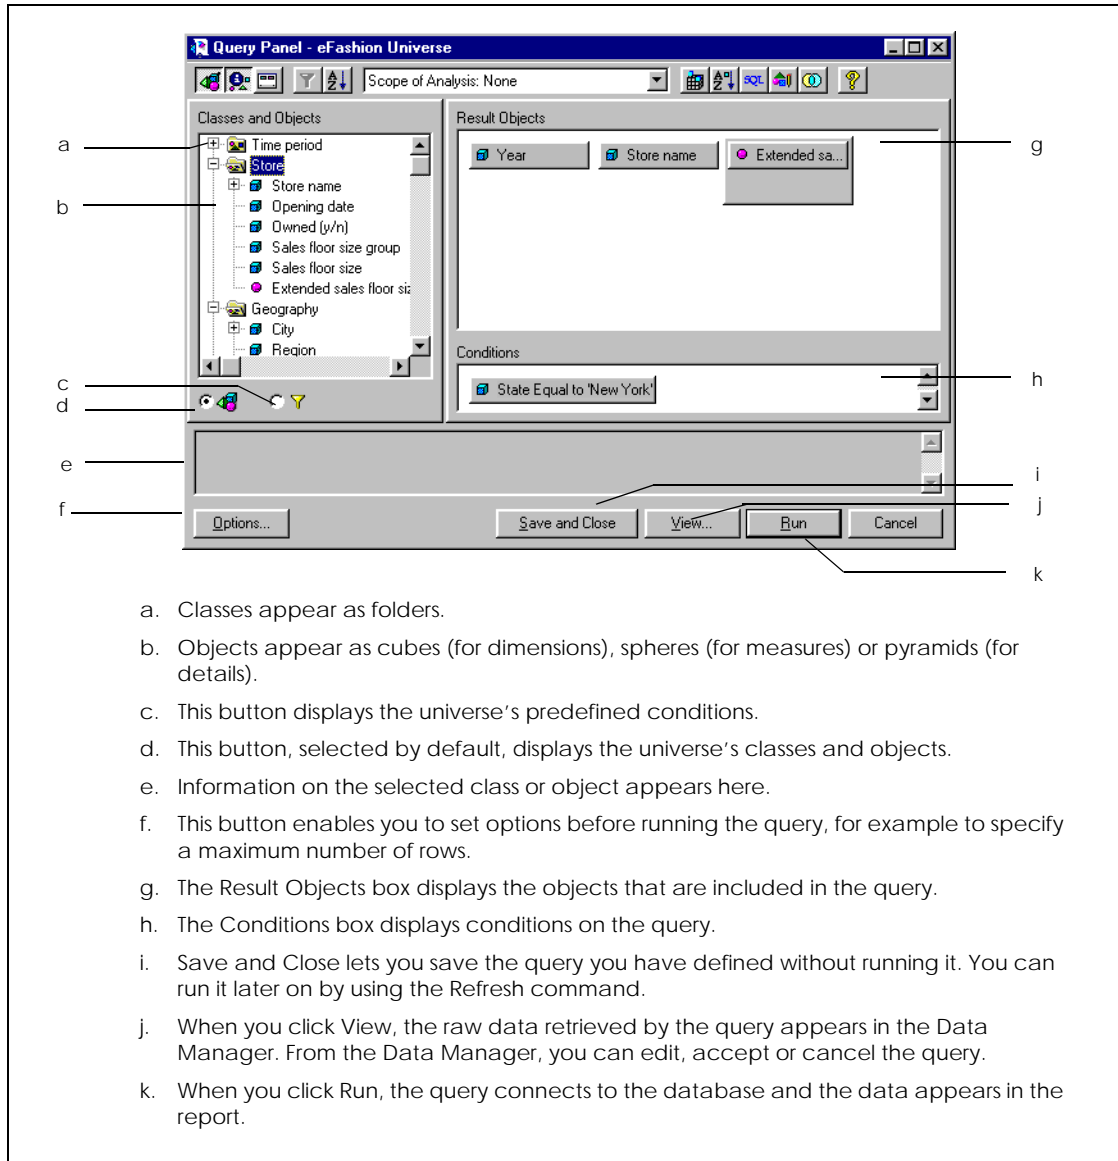 Query Panel - eFashion Universe
Scope of Analysis: None
SQL
Classes and Objects
Result Objects
a
Time period
Year
Store name
Extended sa...
g
Store
Store name
b
Opening date
Owned (y/n)
Sales floor size group
Sales floor size
Extended sales floor siz
Geography
City
Region
Conditions
c
State Equal to 'New York'
h
d
e
i
f
j
Options...
Save and Close
View...
Run
Cancel
k
a. Classes appear as folders.
b. Objects appear as cubes (for dimensions), spheres (for measures) or pyramids (for
details).
c. This button displays the universe's predefined conditions.
d. This button, selected by default, displays the universe's classes and objects.
e. Information on the selected class or object appears here.
f. This button enables you to set options before running the query, for example to specify
a maximum number of rows.
g. The Result Objects box displays the objects that are included in the query.
h. The Conditions box displays conditions on the query.
i. Save and Close lets you save the query you have defined without running it. You can
run it later on by using the Refresh command.
j. When you click View, the raw data retrieved by the query appears in the Data
Manager. From the Data Manager, you can edit, accept or cancel the query.
k. When you click Run, the query connects to the database and the data appears in the
report.